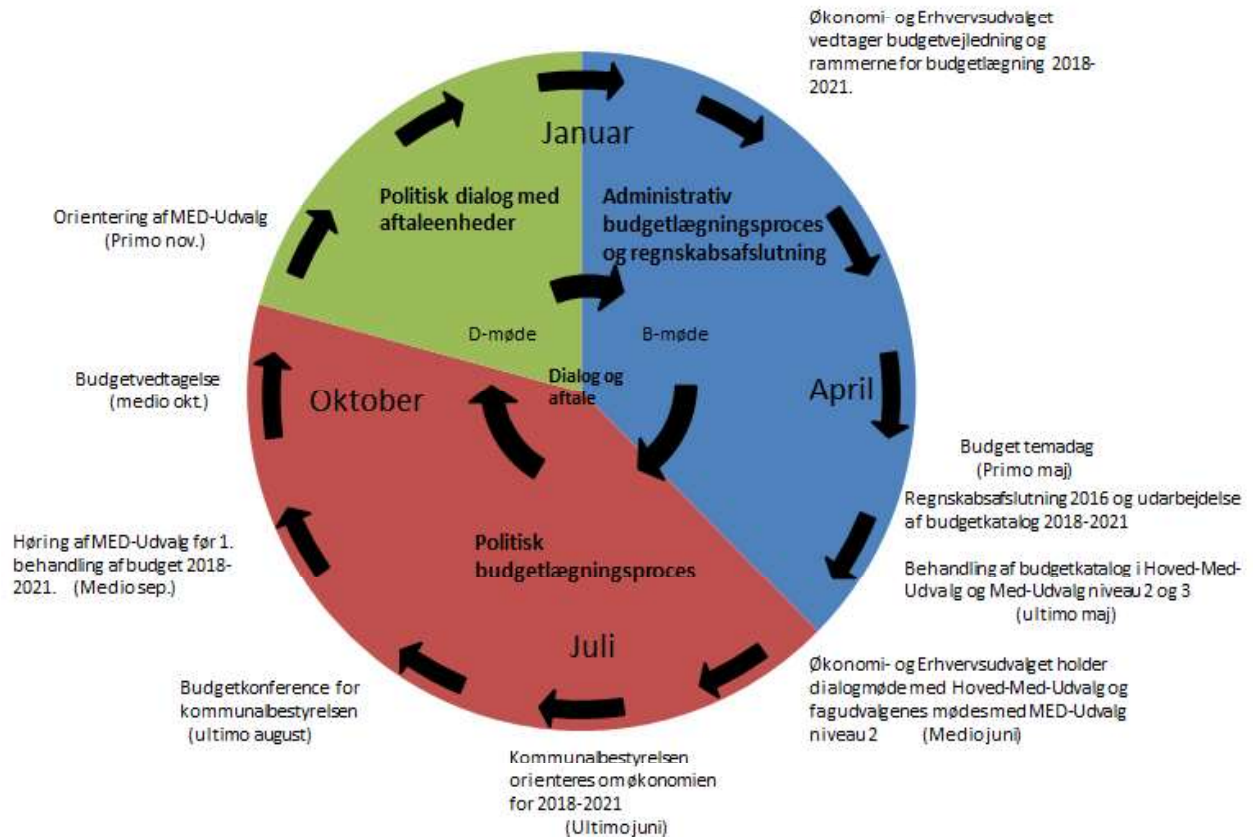 Økonomi- og Erhvervsudvalget
vedtager budgetvejledning og
rammerne for budgetlægning 2018-
2021.
Januar
Politisk dialog med
aftaleenheder
Administrativ
budgetlægningsproces
og regnskabsafslutning
Orientering af MED-Udvalg
(Primo nov.)
D-møde
B-møde
Dialog og
aftale
Budgetvedtagelse
(medio okt.)
Oktober
April
Budget temadag
(Primo maj)
Regnskabsafslutning 2016 og udarbejdelse
af budgetkatalog 2018-2021
Høring af MED-Udvalg før 1.
behandling af budget 2018-
2021. (Medio sep.)
Politisk
budgetlægningsproces
Behandling af budgetkatalog i Hoved-Med-
Udvalg og Med-Udvalg niveau 2 og 3
(ultimo maj)
Juli
Økonomi- og Erhvervsudvalget holder
dialogmøde med Hoved-Med-Udvalg og
fagudvalgenes mødes med MED-Udvalg
niveau 2 (Medio juni)
Budgetkonference for
kommunalbestyrelsen
(ultimo august)
Kommunalbestyrelsen
orienteres om økonomien
for 2018-2021
(Ultimo juni)